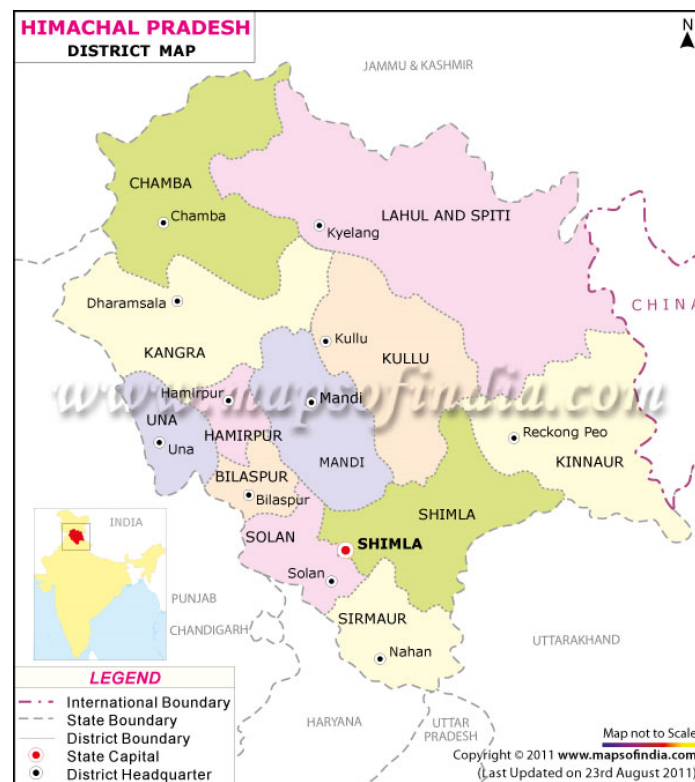 HIMACHAL PRADESH
DISTRICT MAP
N
JAMMU & KASHMIR
CHAMBA
Chamba
LAHUL AND SPITI
Kyelang
Dharamsala
CHINA
KANGRA
Kullu
KULLU
www.mapsofindia.com
Hamirpur
Mandi
UNA
Una
HAMIRPUR
Reckong Peo
KINNAUR
MANDI
BILASPUR
Bilaspur
SHIMLA
INDIA
SOLAN
SHIMLA
Solan
PUNJAB
SIRMAUR
CHANDIGARH
UTTARAKHAND
Nahan
LEGEND
International Boundary
State Boundary
District Boundary
State Capital
District Headquarter
HARYANA
UTTAR
PRADESH
Map not to Scale
Copyright © 2011 www.mapsofindia.com
(Last Updated on 23rd August 2011)